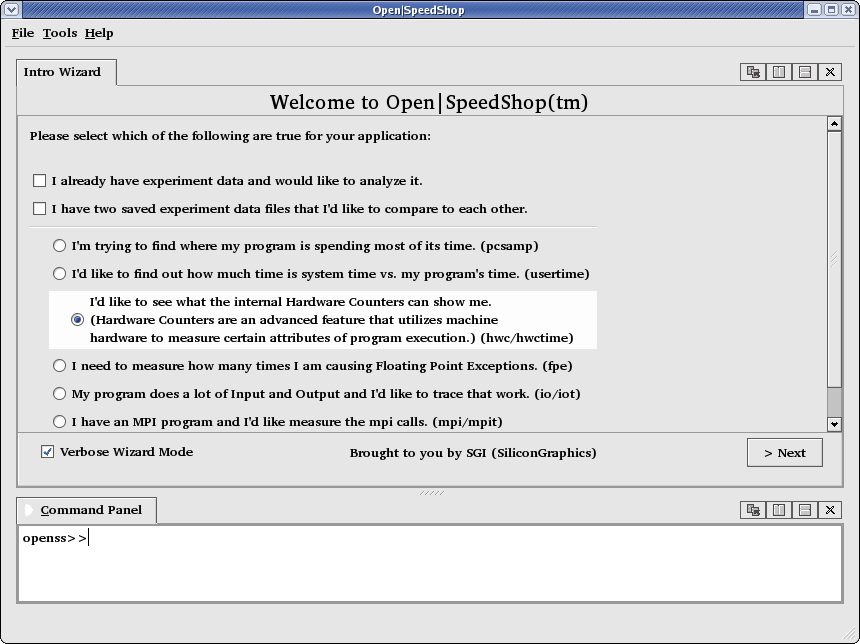 Open|SpeedShop
File Tools Help
Intro Wizard
Welcome to Open|SpeedShop(tm)
Please select which of the following are true for your application:
I already have experiment data and would like to analyze it.
I have two saved experiment data files that I'd like to compare to each other.
I'm trying to find where my program is spending most of its time. (pcsamp)
I'd like to find out how much time is system time vs. my program's time. (usertime)
I'd like to see what the internal Hardware Counters can show me.
(Hardware Counters are an advanced feature that utilizes machine
hardware to measure certain attributes of program execution.) (hwc/hwctime)
I need to measure how many times I am causing Floating Point Exceptions. (fpe)
My program does a lot of Input and Output and I'd like to trace that work. (io/iot)
I have an MPI program and I'd like measure the mpi calls. (mpi/mpit)
Verbose Wizard Mode
Brought to you by SGI (SiliconGraphics)
> Next
Command Panel
openss>>